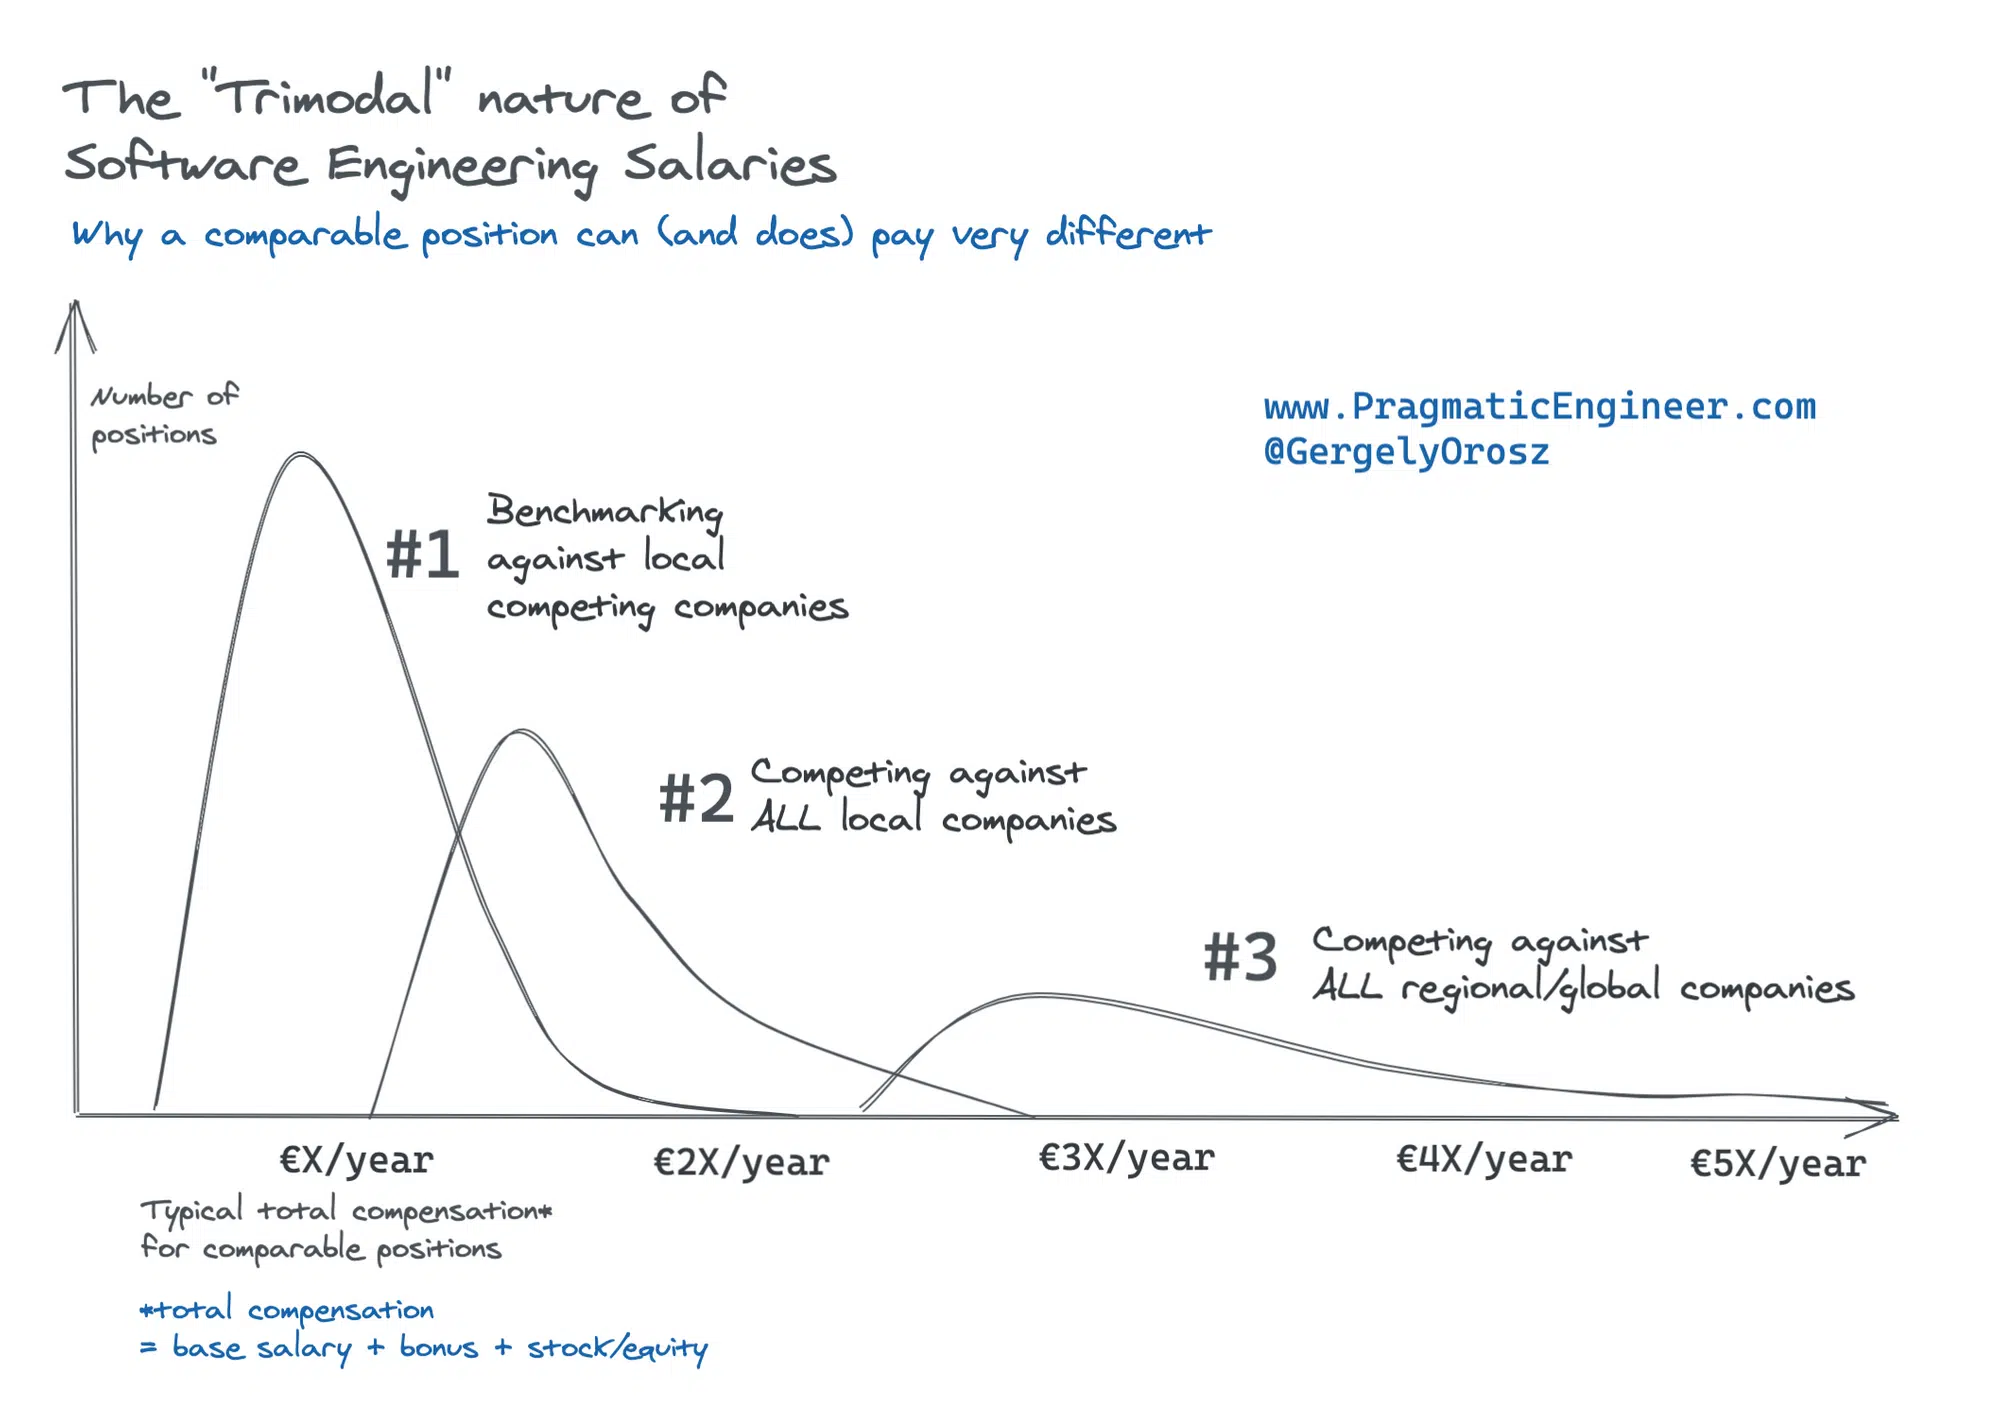 The "Trimodal" nature of
Software Engineering Salaries
Why a comparable position can (and does) pay very different
Number of
positions
www.PragmaticEngineer.com
@GergelyOrosz
#1 Benchmarking
against local
competing companies
#2 Competing against
ALL local companies
#3 Competing against
ALL regional/global companies
€X/year €2X/year €3X/year €4X/year €5X/year
Typical total compensation*
for comparable positions
*total compensation
= base salary + bonus + stock/equity